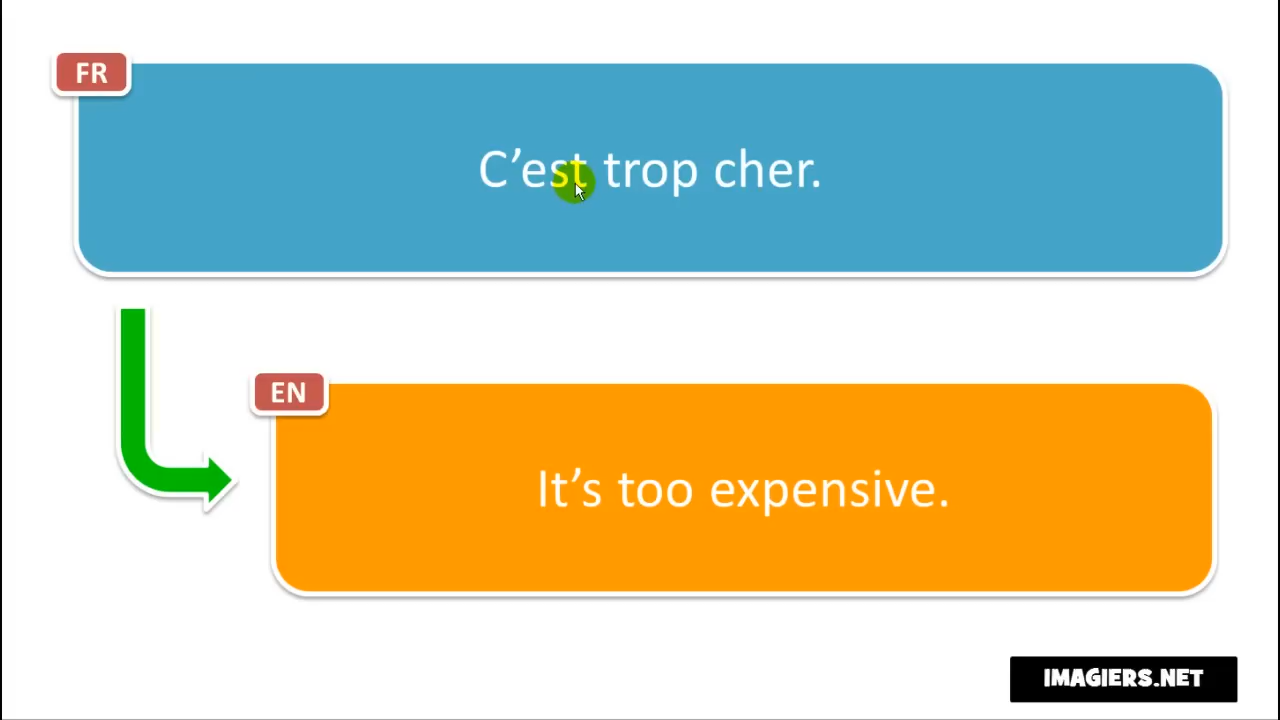 FR
C’est trop cher.
EN
It’s too expensive.
IMAGIERS.NET